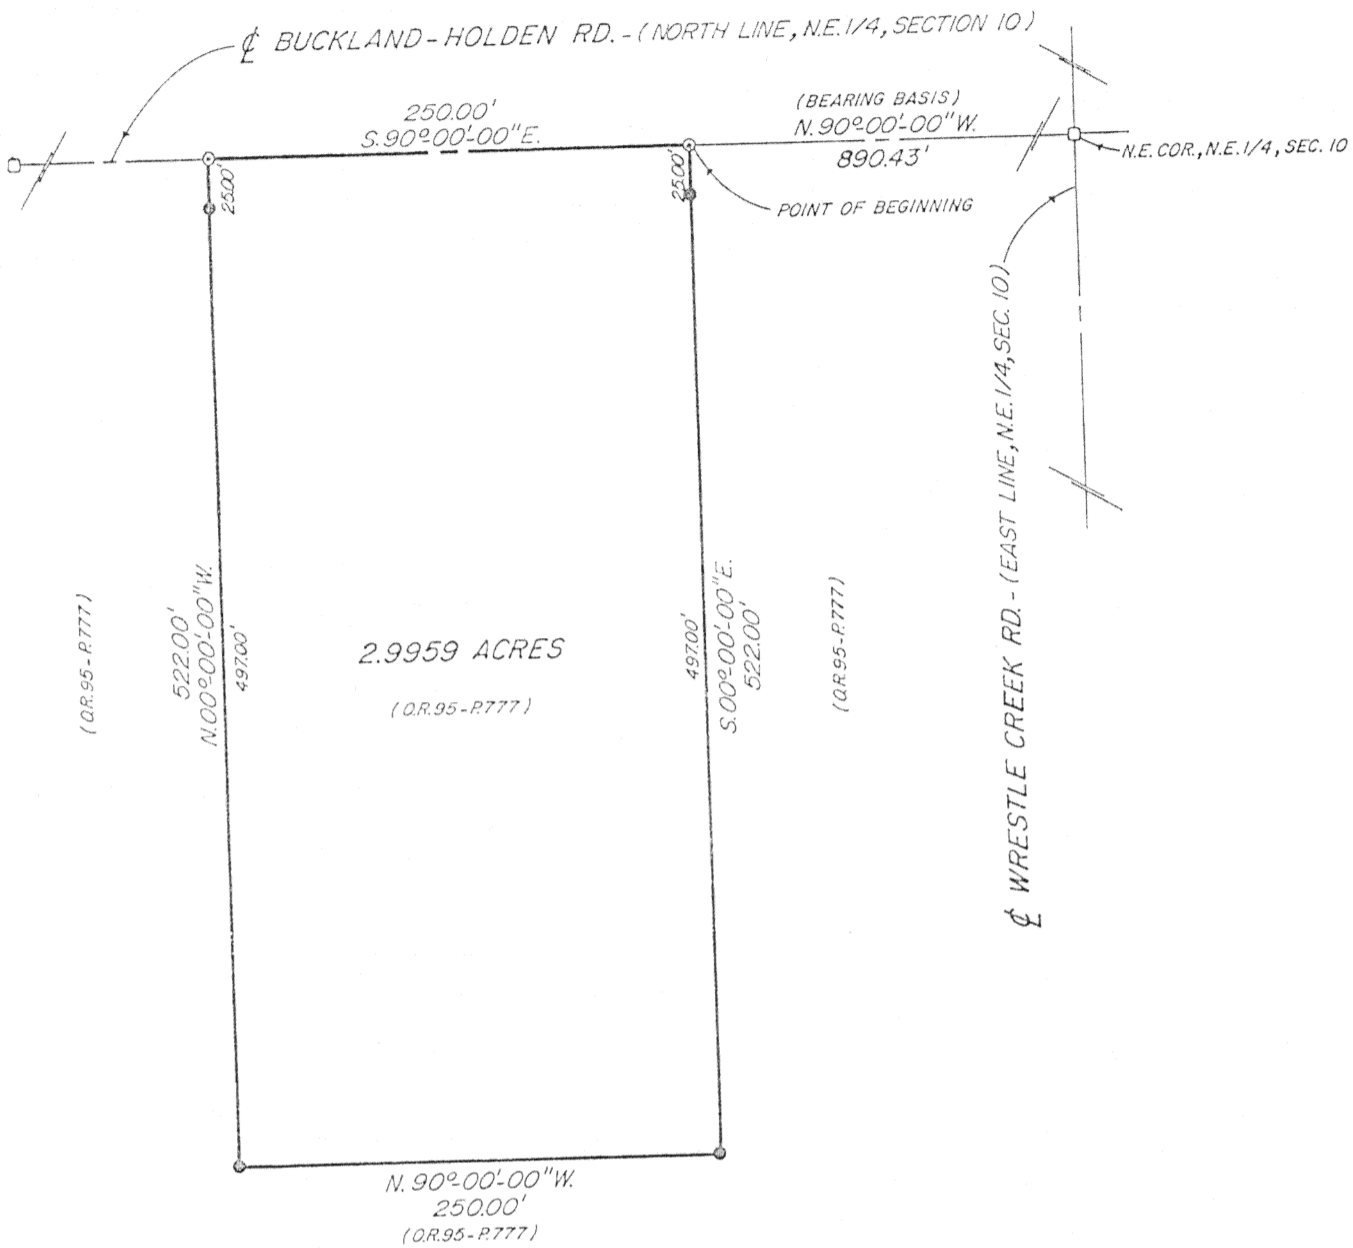 ℄ BUCKLAND-HOLDEN RD.-(NORTH LINE, N.E.1/4, SECTION 10)
250.00'
S.90°-00'-00"E.
(BEARING BASIS)
N.90°-00'-00"W.
890.43'
N.E. COR., N.E.1/4, SEC. 10
25.00'
25.00'
POINT OF BEGINNING
℄ WRESTLE CREEK RD.-(EAST LINE, N.E.1/4, SEC. 10)
(O.R.95-P.777)
522.00'
N.00°-00'-00"W.
497.00'
2.9959 ACRES
(O.R.95-P.777)
497.00'
S.00°-00'-00"E.
522.00'
(O.R.95-P.777)
N.90°-00'-00"W.
250.00'
(O.R.95-P.777)